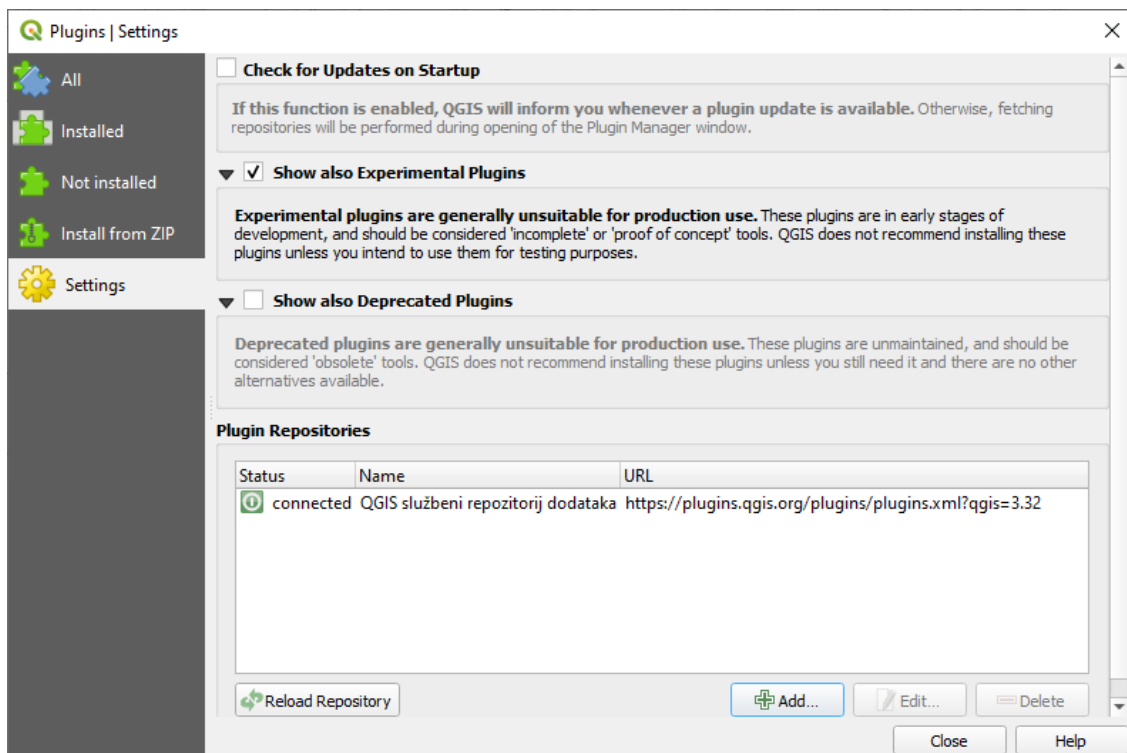 Plugins | Settings
All
Installed
Not installed
Install from ZIP
Settings
Check for Updates on Startup
If this function is enabled, QGIS will inform you whenever a plugin update is available. Otherwise, fetching
repositories will be performed during opening of the Plugin Manager window.
Show also Experimental Plugins
Experimental plugins are generally unsuitable for production use. These plugins are in early stages of
development, and should be considered 'incomplete' or 'proof of concept' tools. QGIS does not recommend installing these
plugins unless you intend to use them for testing purposes.
Show also Deprecated Plugins
Deprecated plugins are generally unsuitable for production use. These plugins are unmaintained, and should be
considered 'obsolete' tools. QGIS does not recommend installing these plugins unless you still need it and there are no other
alternatives available.
Plugin Repositories
Status Name URL
connected QGIS službeni repozitorij dodataka https://plugins.qgis.org/plugins/plugins.xml?qgis=3.32
Reload Repository Add... Edit... Delete
Close Help